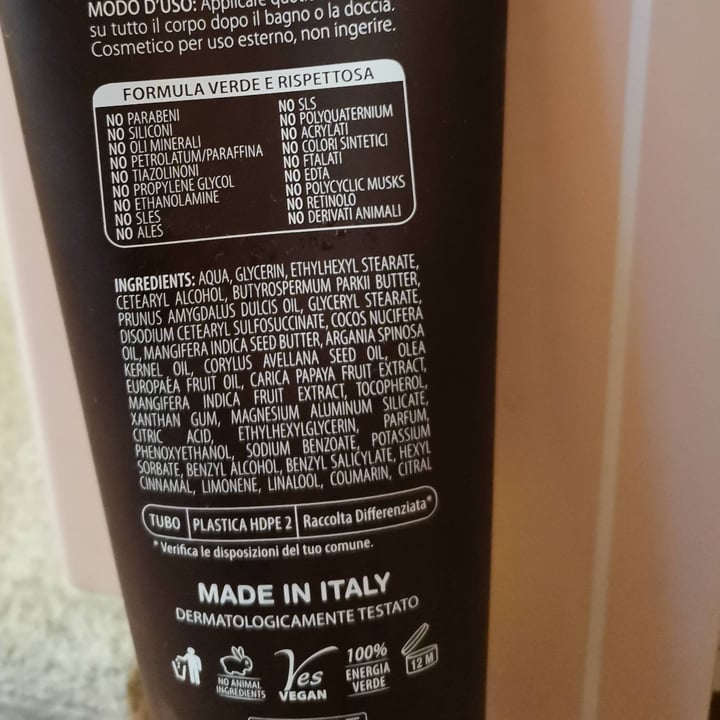 MODO D'USO: Applicare
su tutto il corpo dopo il bagno o la doccia.
Cosmetico per uso esterno, non ingerire.
FORMULA VERDE E RISPETTOSA
NO PARABENI
NO SILICONI
NO OLI MINERALI
NO PETROLATUM/PARAFFINA
NO TIAZOLINONI
NO PROPYLENE GLYCOL
NO ETHANOLAMINE
NO SLES
NO ALES
NO SLS
NO POLYQUATERNIUM
NO ACRYLATI
NO COLORI SINTETICI
NO FTALATI
NO EDTA
NO POLYCYCLIC MUSKS
NO RETINOLO
NO DERIVATI ANIMALI
INGREDIENTS: AQUA, GLYCERIN, ETHYLHEXYL STEARATE,
CETEARYL ALCOHOL, BUTYROSPERMUM PARKII BUTTER,
PRUNUS AMYGDALUS DULCIS OIL, GLYCERYL STEARATE,
DISODIUM CETEARYL SULFOSUCCINATE, COCOS NUCIFERA
OIL, MANGIFERA INDICA SEED BUTTER, ARGANIA SPINOSA
KERNEL OIL, CORYLUS AVELLANA SEED OIL, OLEA
EUROPAEA FRUIT OIL, CARICA PAPAYA FRUIT EXTRACT,
MANGIFERA INDICA FRUIT EXTRACT, TOCOPHEROL,
XANTHAN GUM, MAGNESIUM ALUMINUM SILICATE,
CITRIC ACID, ETHYLHEXYLGLYCERIN, PARFUM,
PHENOXYETHANOL, SODIUM BENZOATE, POTASSIUM
SORBATE, BENZYL ALCOHOL, BENZYL SALICYLATE, HEXYL
CINNAMAL, LIMONENE, LINALOOL, COUMARIN, CITRAL
TUBO PLASTICA HDPE 2 Raccolta Differenziata*
* Verifica le disposizioni del tuo comune.
MADE IN ITALY
DERMATOLOGICAMENTE TESTATO
NO ANIMAL
INGREDIENTS
Yes
VEGAN
100%
ENERGIA
VERDE
12 M